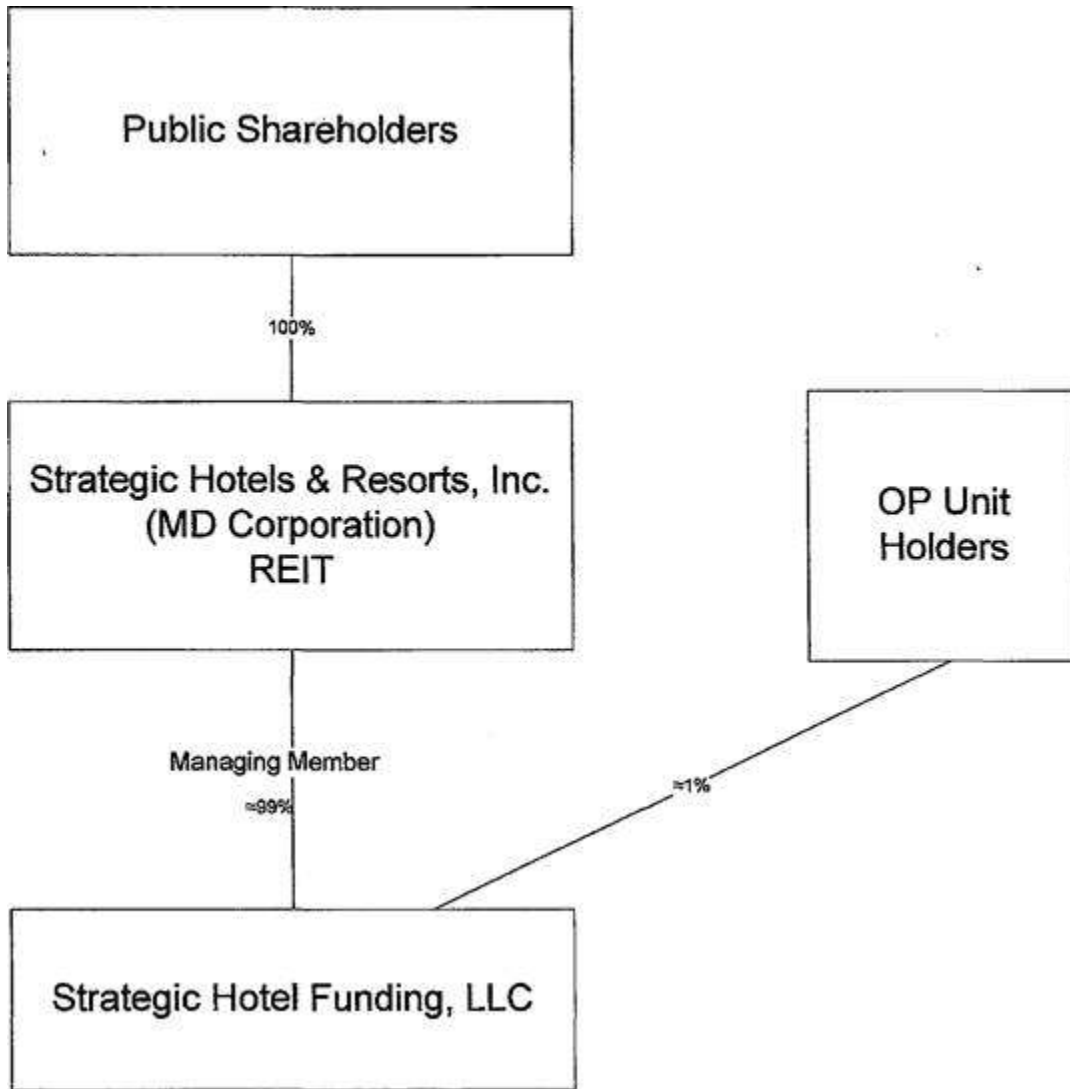 Public Shareholders
100%
Strategic Hotels & Resorts, Inc.
(MD Corporation)
REIT
OP Unit
Holders
Managing Member
≈99%
≈1%
Strategic Hotel Funding, LLC